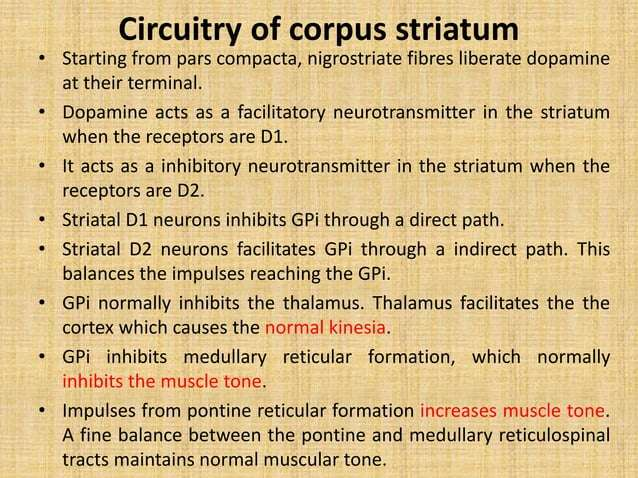 Circuitry of corpus striatum
• Starting from pars compacta, nigrostriate fibres liberate dopamine
at their terminal.
• Dopamine acts as a facilitatory neurotransmitter in the striatum
when the receptors are D1.
• It acts as a inhibitory neurotransmitter in the striatum when the
receptors are D2.
• Striatal D1 neurons inhibits GPi through a direct path.
• Striatal D2 neurons facilitates GPi through a indirect path. This
balances the impulses reaching the GPi.
• GPi normally inhibits the thalamus. Thalamus facilitates the the
cortex which causes the normal kinesia.
• GPi inhibits medullary reticular formation, which normally
inhibits the muscle tone.
• Impulses from pontine reticular formation increases muscle tone.
A fine balance between the pontine and medullary reticulospinal
tracts maintains normal muscular tone.